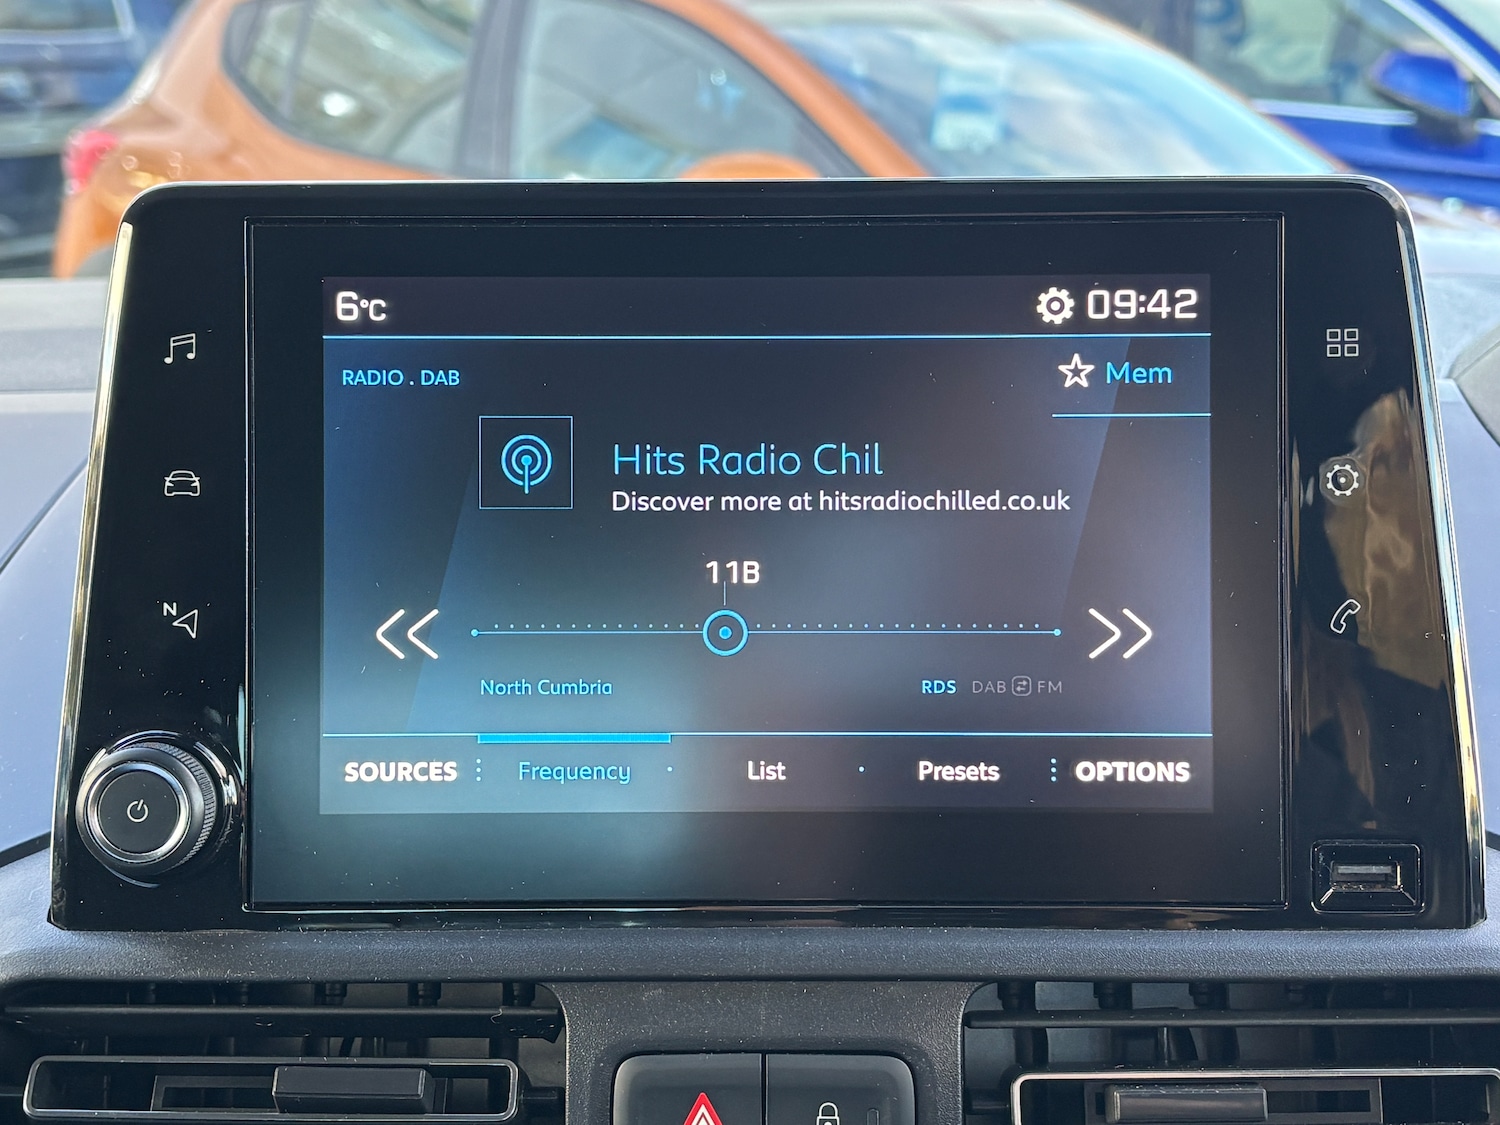 6°C
09:42
RADIO . DAB
Mem
Hits Radio Chil
Discover more at hitsradiochilled.co.uk
11B
North Cumbria
RDS DAB FM
SOURCES Frequency List Presets OPTIONS
N